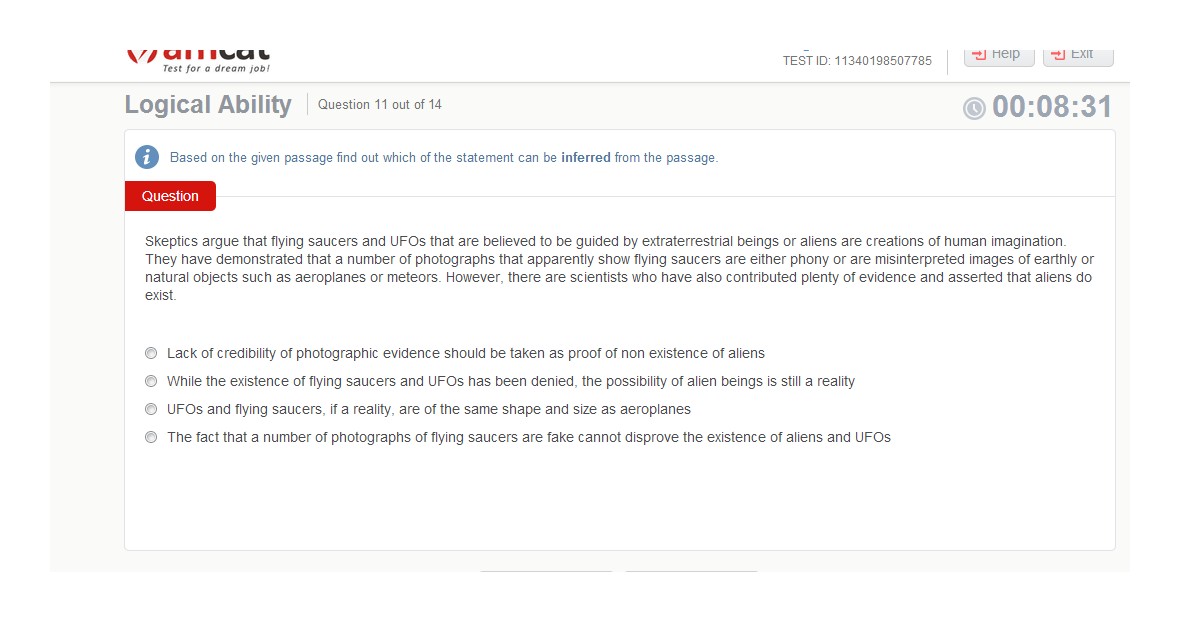 amcat
Test for a dream job!
TEST ID: 11340198507785
Help
Exit
Logical Ability
Question 11 out of 14
00:08:31
Based on the given passage find out which of the statement can be inferred from the passage.
Question
Skeptics argue that flying saucers and UFOs that are believed to be guided by extraterrestrial beings or aliens are creations of human imagination.
They have demonstrated that a number of photographs that apparently show flying saucers are either phony or are misinterpreted images of earthly or
natural objects such as aeroplanes or meteors. However, there are scientists who have also contributed plenty of evidence and asserted that aliens do
exist.
Lack of credibility of photographic evidence should be taken as proof of non existence of aliens
While the existence of flying saucers and UFOs has been denied, the possibility of alien beings is still a reality
UFOs and flying saucers, if a reality, are of the same shape and size as aeroplanes
The fact that a number of photographs of flying saucers are fake cannot disprove the existence of aliens and UFOs